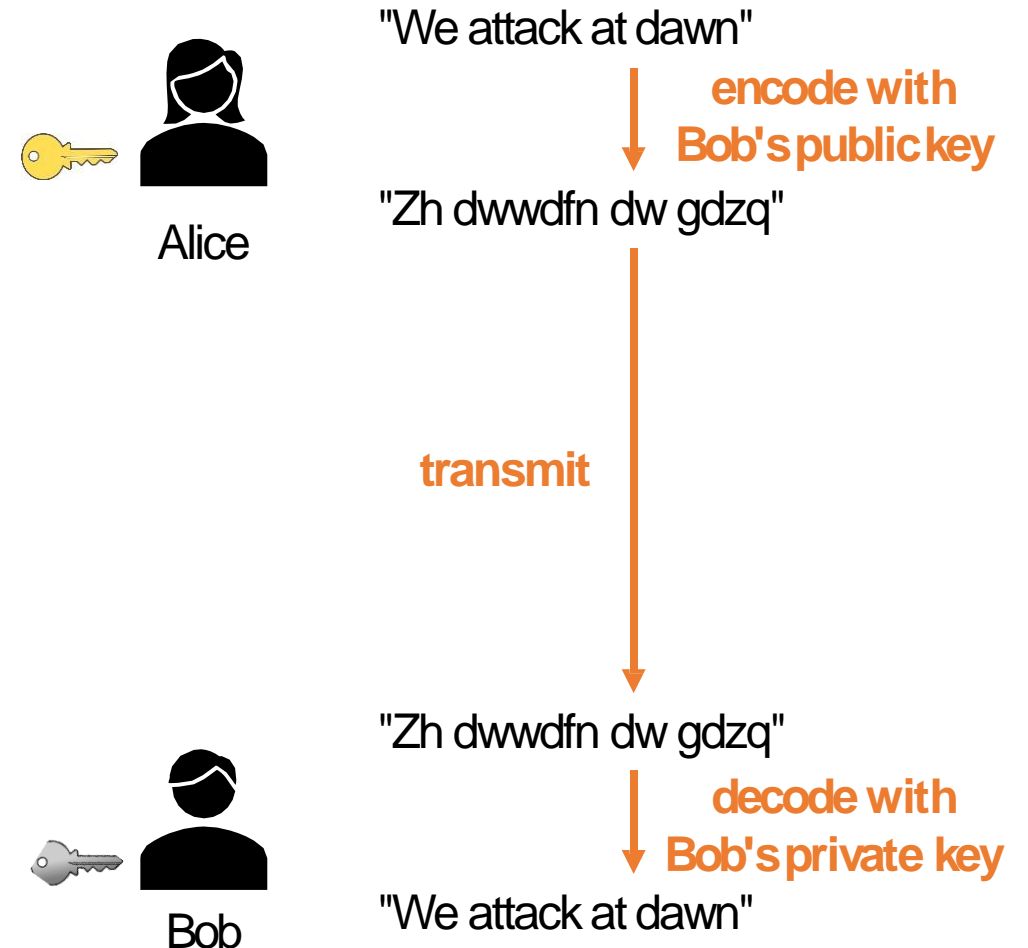 "We attack at dawn"
encode with
Bob's public key
Alice
"Zh dwwdfn dw gdzq"
transmit
"Zh dwwdfn dw gdzq"
decode with
Bob's private key
Bob
"We attack at dawn"